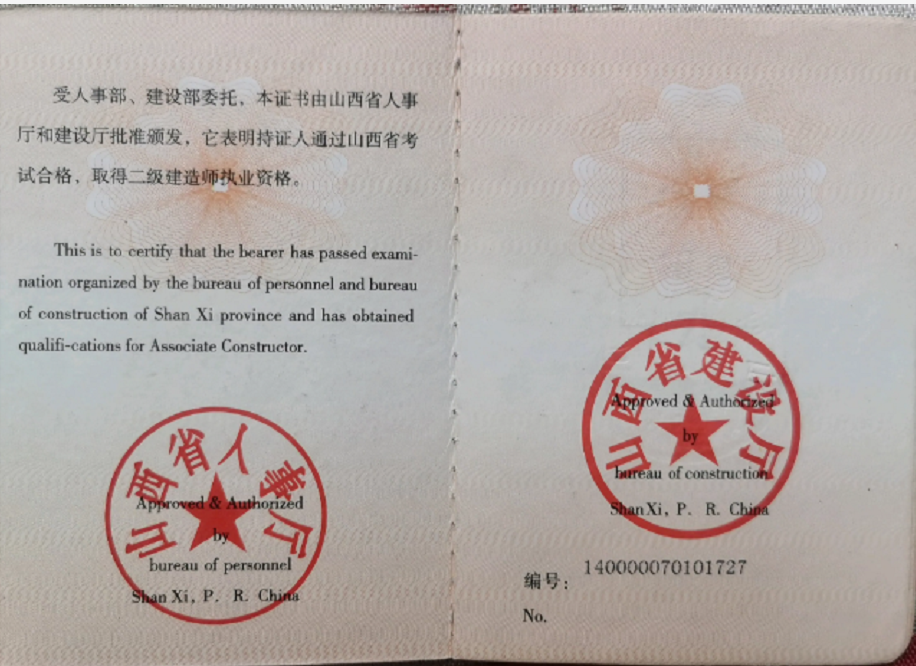 受人事部、建设部委托，本证书由山西省人事
厅和建设厅批准颁发，它表明持证人通过山西省考
试合格，取得二级建造师执业资格。
This is to certify that the bearer has passed exami-
nation organized by the bureau of personnel and bureau
of construction of Shan Xi province and has obtained
qualifi-cations for Associate Constructor.
山西省人事厅
Approved & Authorized
by
bureau of personnel
Shan Xi, P. R. China
山西省建设厅
Approved & Authorized
by
bureau of construction
ShanXi, P. R. China
编号： 140000070101727
No.